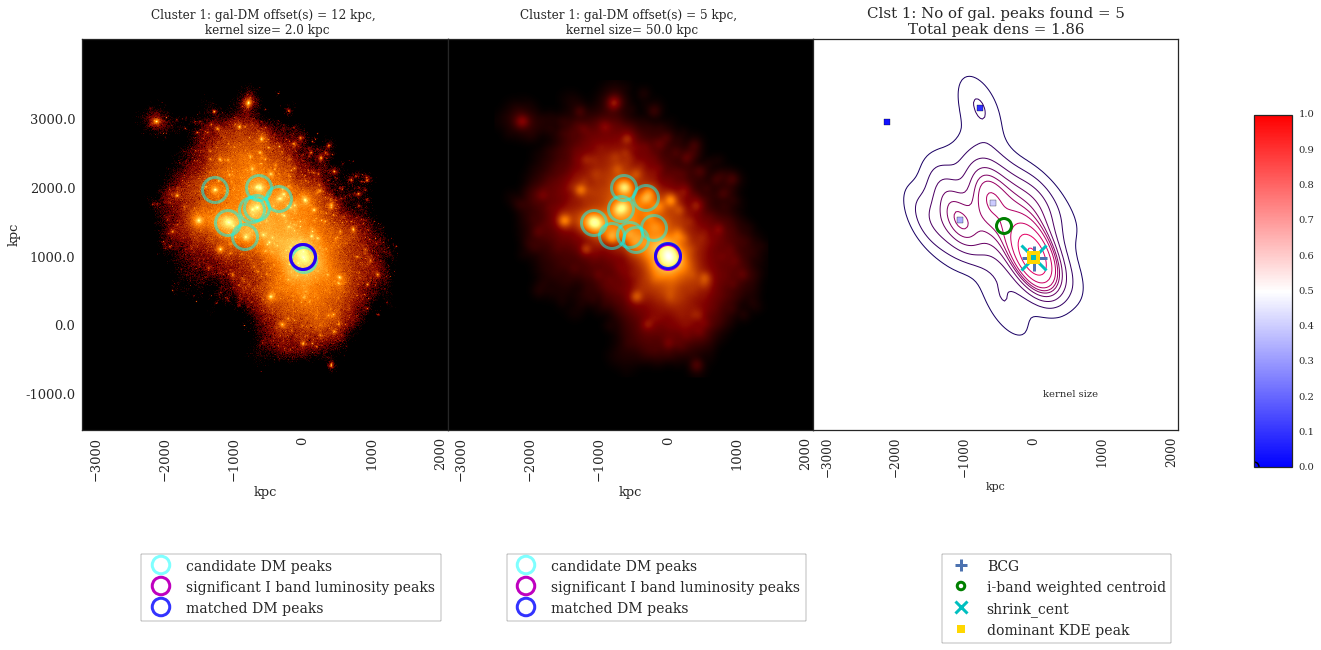 Cluster 1: gal-DM offset(s) = 12 kpc,
kernel size= 2.0 kpc
Cluster 1: gal-DM offset(s) = 5 kpc,
kernel size= 50.0 kpc
Clst 1: No of gal. peaks found = 5
Total peak dens = 1.86
kpc
3000.0
2000.0
1000.0
0.0
-1000.0
−3000
−2000
−1000
0
1000
2000
kpc
−3000
−2000
−1000
0
1000
2000
kpc
kernel size
−3000
−2000
−1000
0
1000
2000
kpc
1.0
0.9
0.8
0.7
0.6
0.5
0.4
0.3
0.2
0.1
0.0
candidate DM peaks
significant I band luminosity peaks
matched DM peaks
candidate DM peaks
significant I band luminosity peaks
matched DM peaks
BCG
i-band weighted centroid
shrink_cent
dominant KDE peak